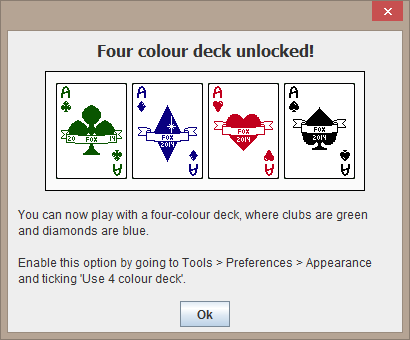 Four colour deck unlocked!
A A A A
20 FOX 14 FOX 2014 FOX 2014 FOX 2014
A A A A
You can now play with a four-colour deck, where clubs are green
and diamonds are blue.
Enable this option by going to Tools > Preferences > Appearance
and ticking 'Use 4 colour deck'.
Ok